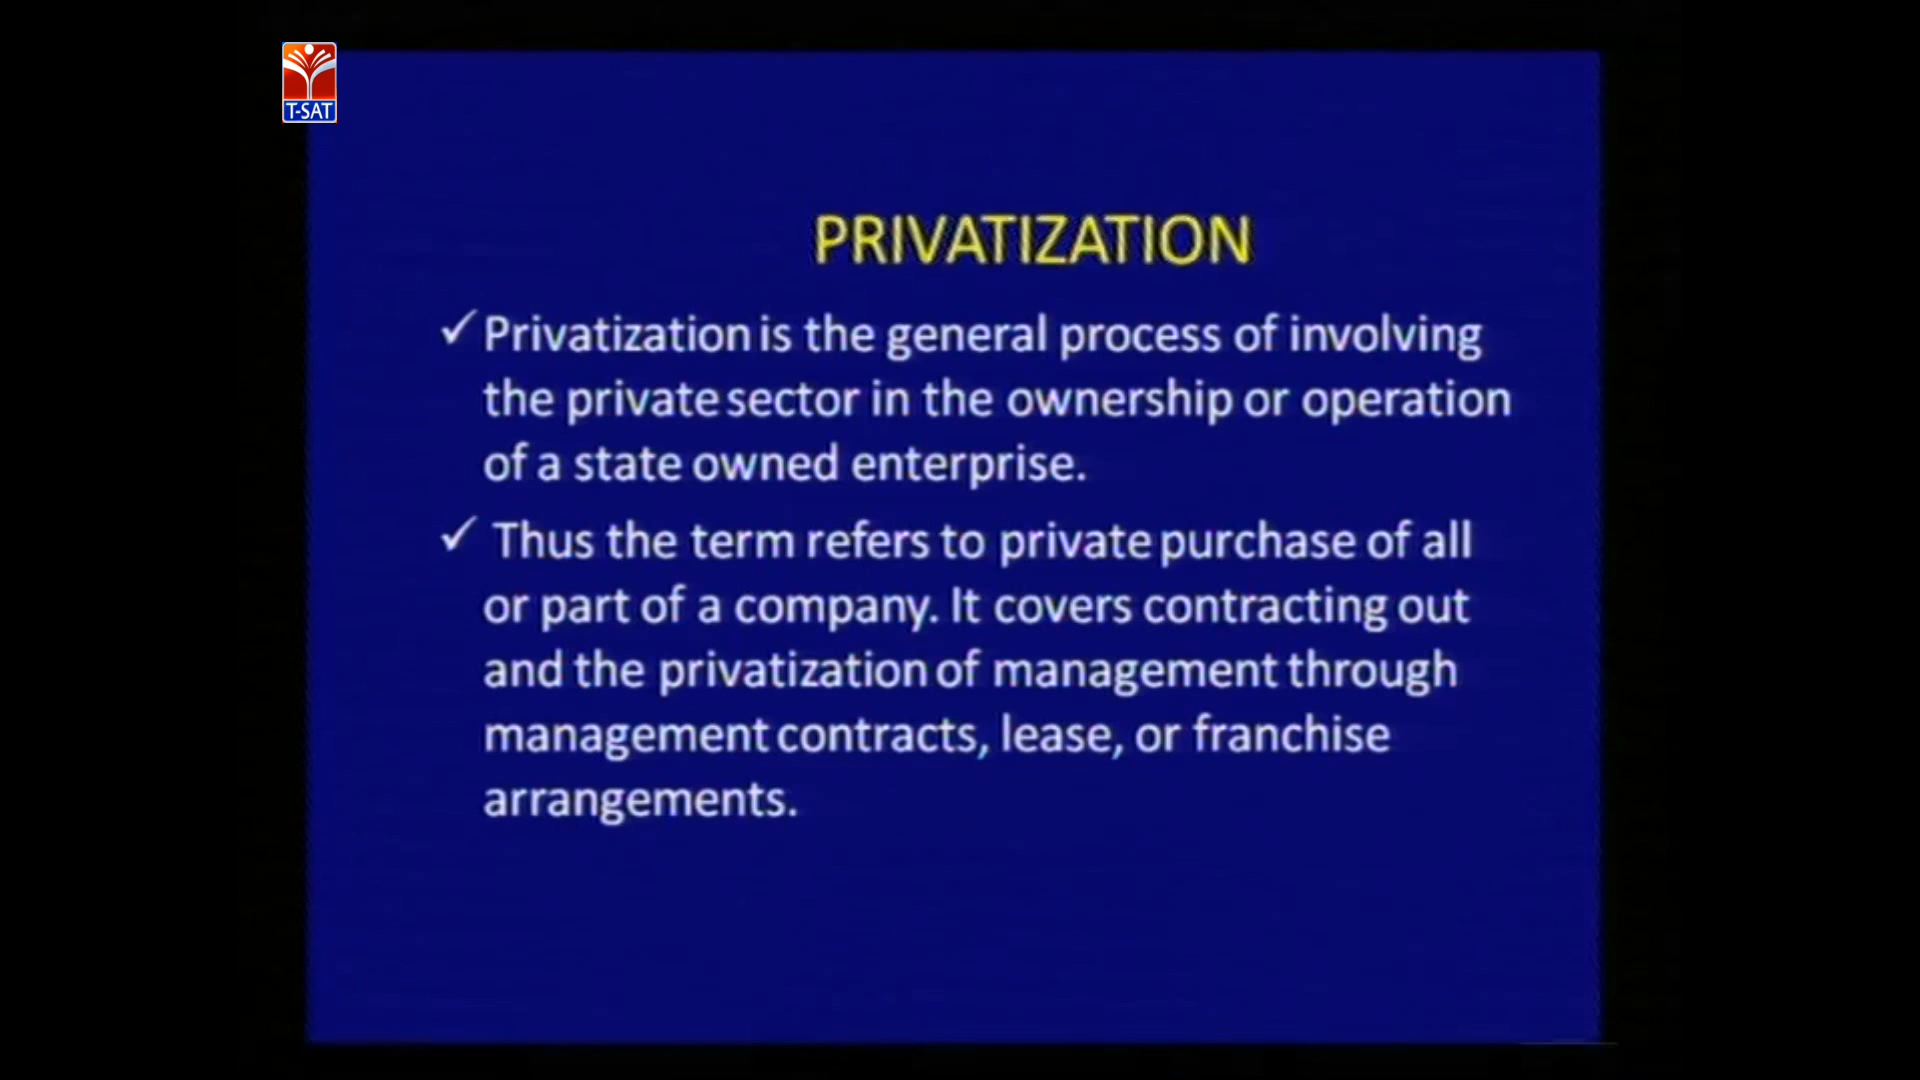 T-SAT
PRIVATIZATION
✓ Privatization is the general process of involving
the private sector in the ownership or operation
of a state owned enterprise.
✓ Thus the term refers to private purchase of all
or part of a company. It covers contracting out
and the privatization of management through
management contracts, lease, or franchise
arrangements.